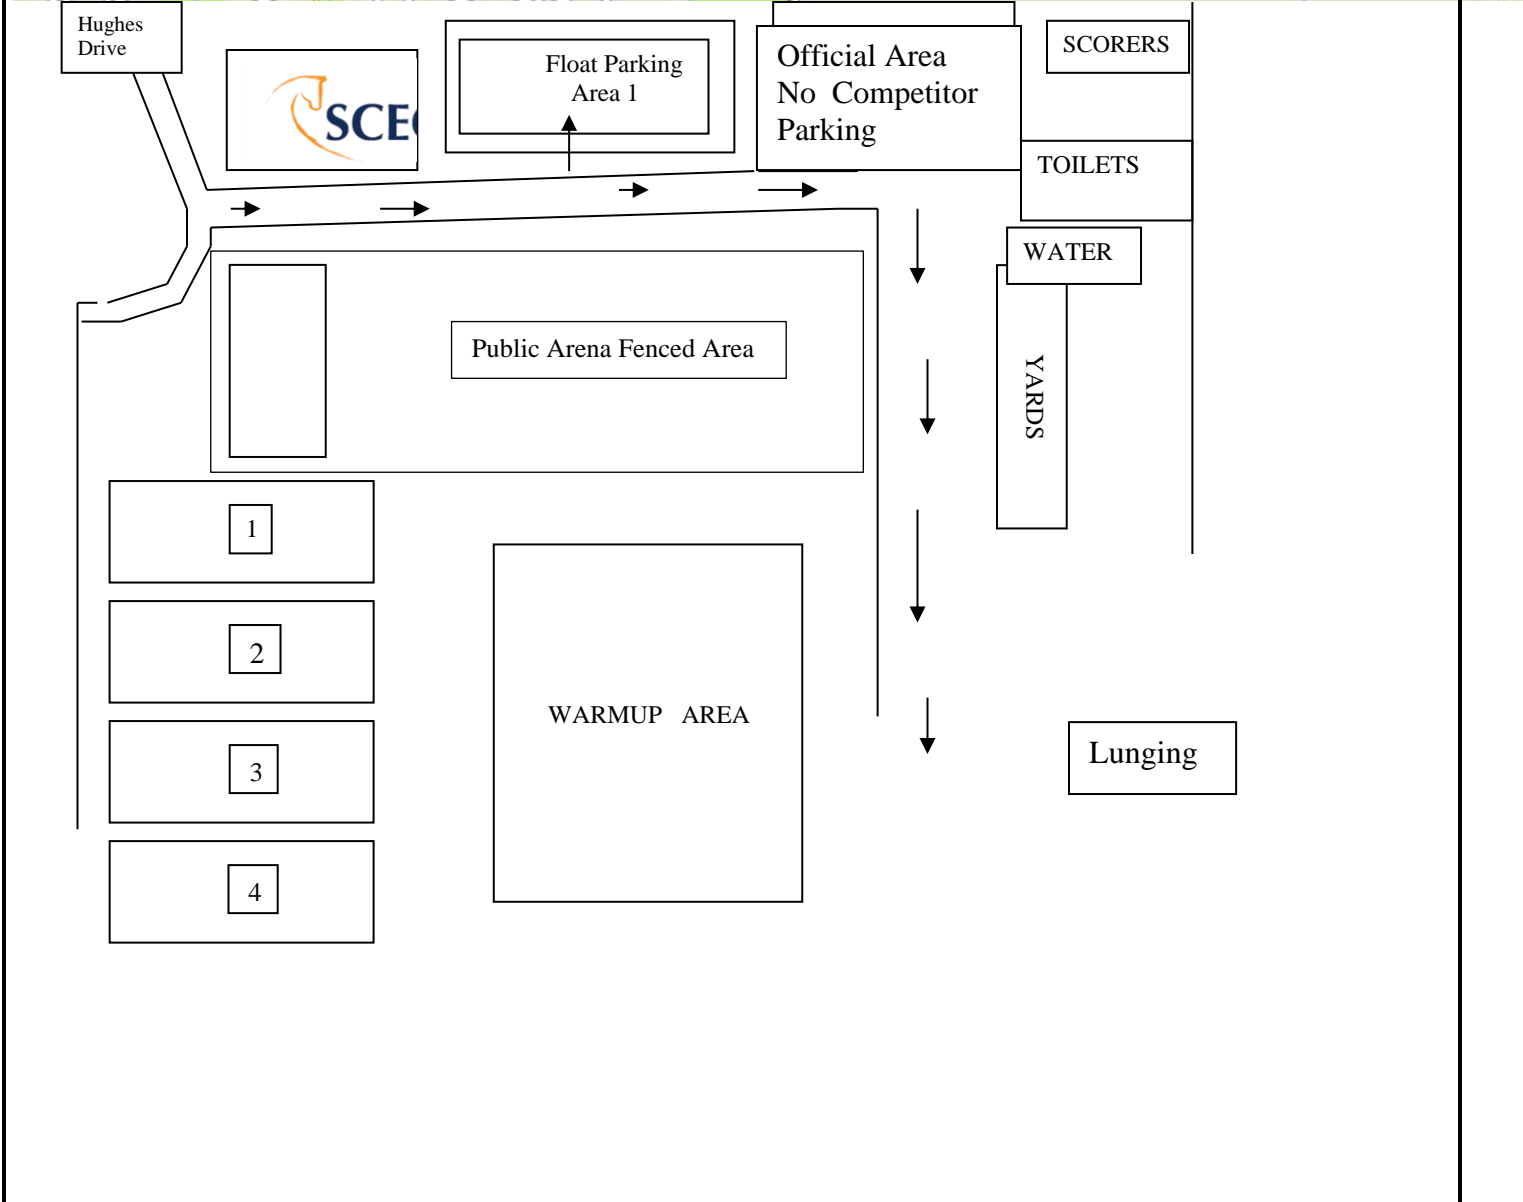 Hughes
Drive
SCE
Float Parking
Area 1
Official Area
No Competitor
Parking
SCORERS
TOILETS
WATER
YARDS
Public Arena Fenced Area
1
2
3
4
WARMUP AREA
Lunging